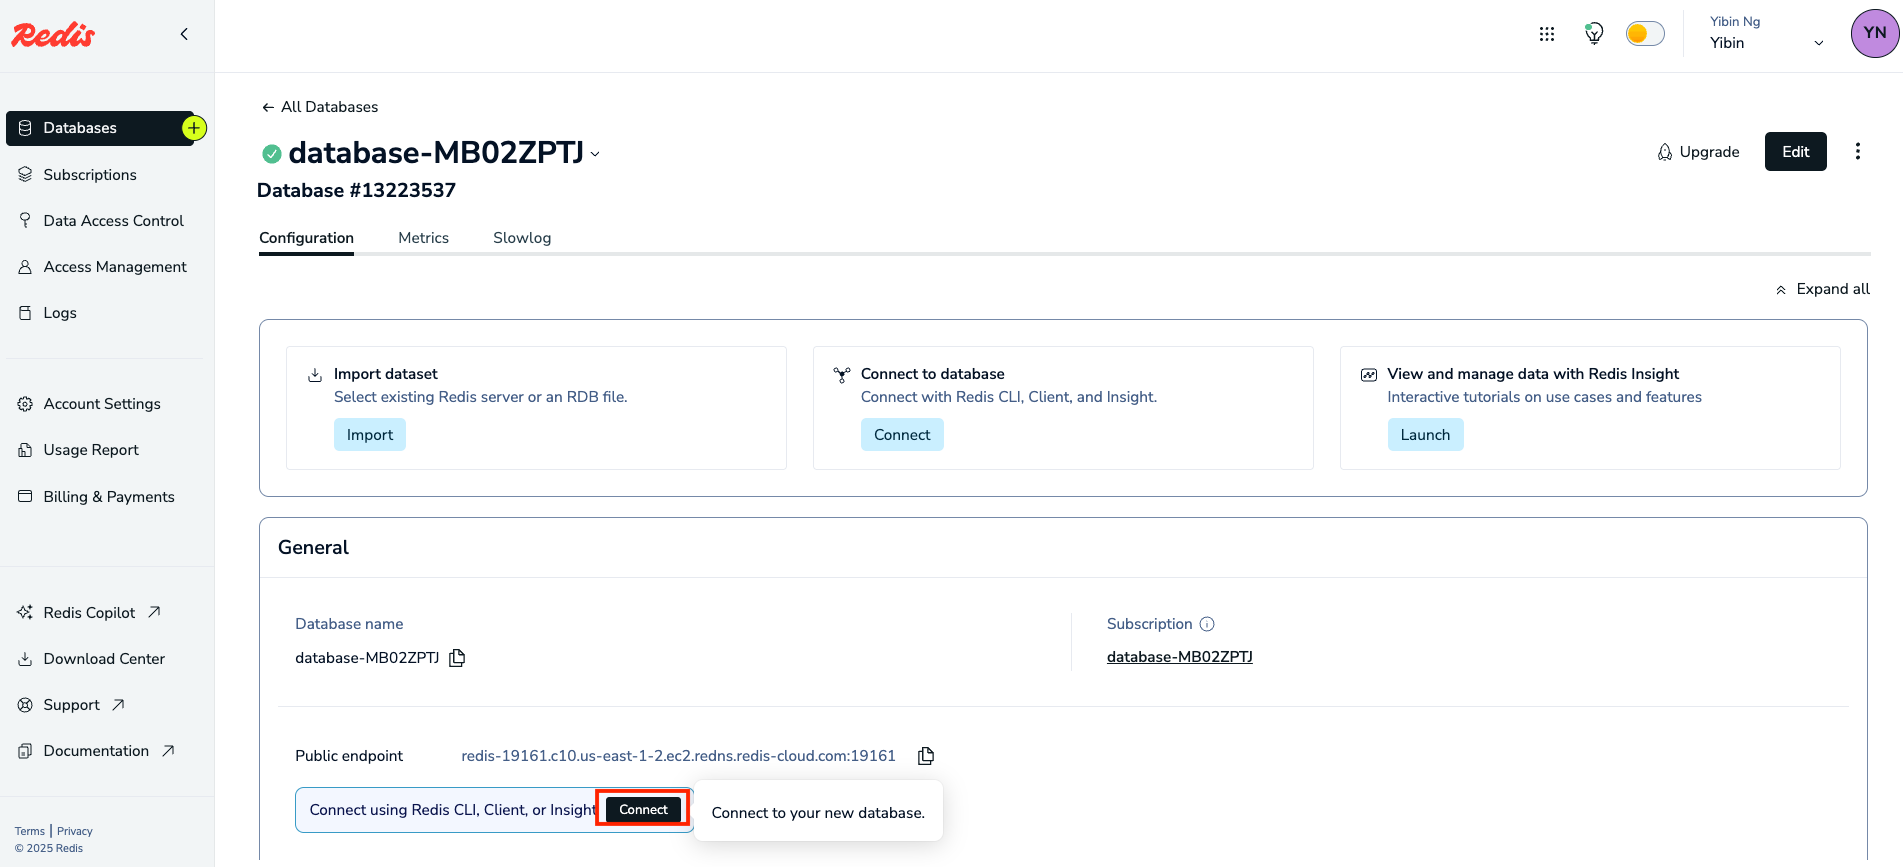 Redis
Yibin Ng
Yibin
YN
Databases
Subscriptions
Data Access Control
Access Management
Logs
Account Settings
Usage Report
Billing & Payments
Redis Copilot
Download Center
Support
Documentation
Terms | Privacy
© 2025 Redis
All Databases
database-MB02ZPTJ
Upgrade
Edit
Database #13223537
Configuration Metrics Slowlog
Expand all
Import dataset
Select existing Redis server or an RDB file.
Import
Connect to database
Connect with Redis CLI, Client, and Insight.
Connect
View and manage data with Redis Insight
Interactive tutorials on use cases and features
Launch
General
Database name
database-MB02ZPTJ
Subscription
database-MB02ZPTJ
Public endpoint redis-19161.c10.us-east-1-2.ec2.redns.redis-cloud.com:19161
Connect using Redis CLI, Client, or Insight Connect
Connect to your new database.